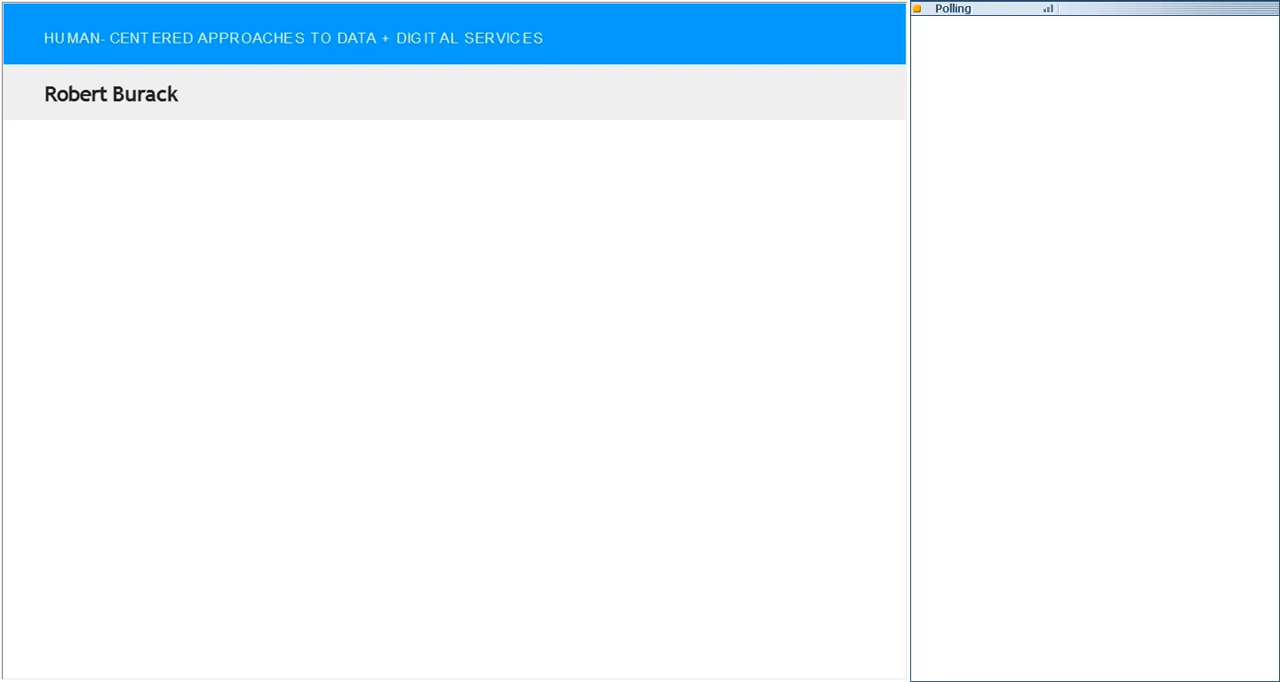 HUMAN- CENTERED APPROACHES TO DATA + DIGITAL SERVICES
Robert Burack
Polling